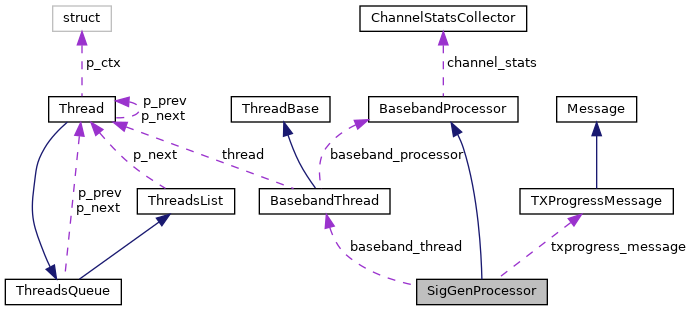 struct
ChannelStatsCollector
p_ctx
channel_stats
Thread
p_prev
p_next
ThreadBase
BasebandProcessor
Message
p_next
thread
baseband_processor
p_prev
p_next
ThreadsList
BasebandThread
TXProgressMessage
baseband_thread
txprogress_message
ThreadsQueue
SigGenProcessor